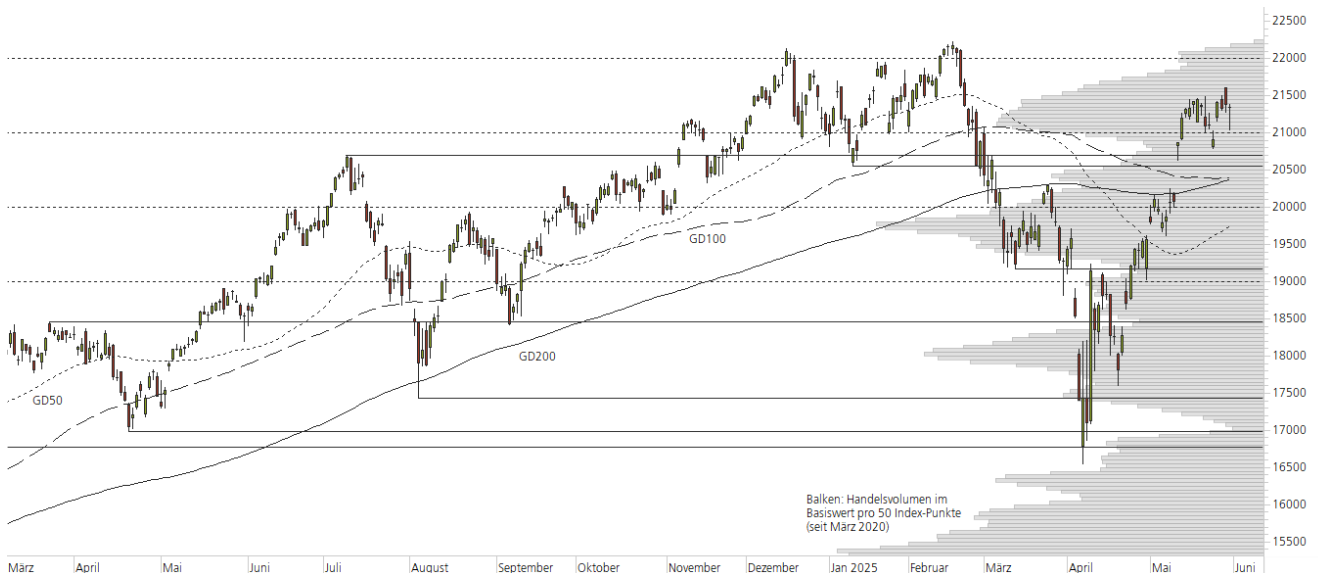 22500
22000
21500
21000
20500
20000
19500
19000
18500
18000
17500
17000
16500
16000
15500
GD100
GD200
GD50
Balken: Handelsvolumen im
Basiswert pro 50 Index-Punkte
(seit März 2020)
März April Mai Juni Juli August September Oktober November Dezember Jan 2025 Februar März April Mai Juni